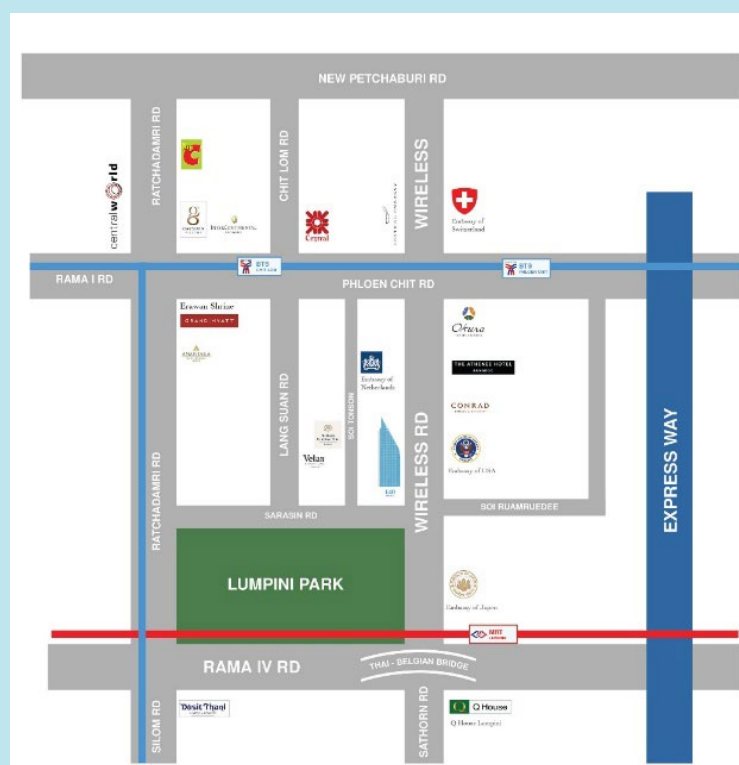 NEW PETCHABURI RD
RATCHADAMRI RD
CHIT LOM RD
WIRELESS
centralworld
Central
Embassy of
Switzerland
BTS
BTS
RAMA I RD
PHLOEN CHIT RD
Erawan Shrine
GRAND HYATT
ANANTARA
Okura
THE ATHENEE HOTEL
CONRAD
Embassy of
Netherlands
LANG SUAN RD
SOI TONSON
WIRELESS RD
Velaa
Embassy of USA
EXPRESS WAY
RATCHADAMRI RD
SARASIN RD
SOI RUAMRUEDEE
LUMPINI PARK
Embassy of Japan
MRT
RAMA IV RD
THAI - BELGIAN BRIDGE
SILOM RD
Dusit Thani
SATHORN RD
Q House
Q House Lumpini